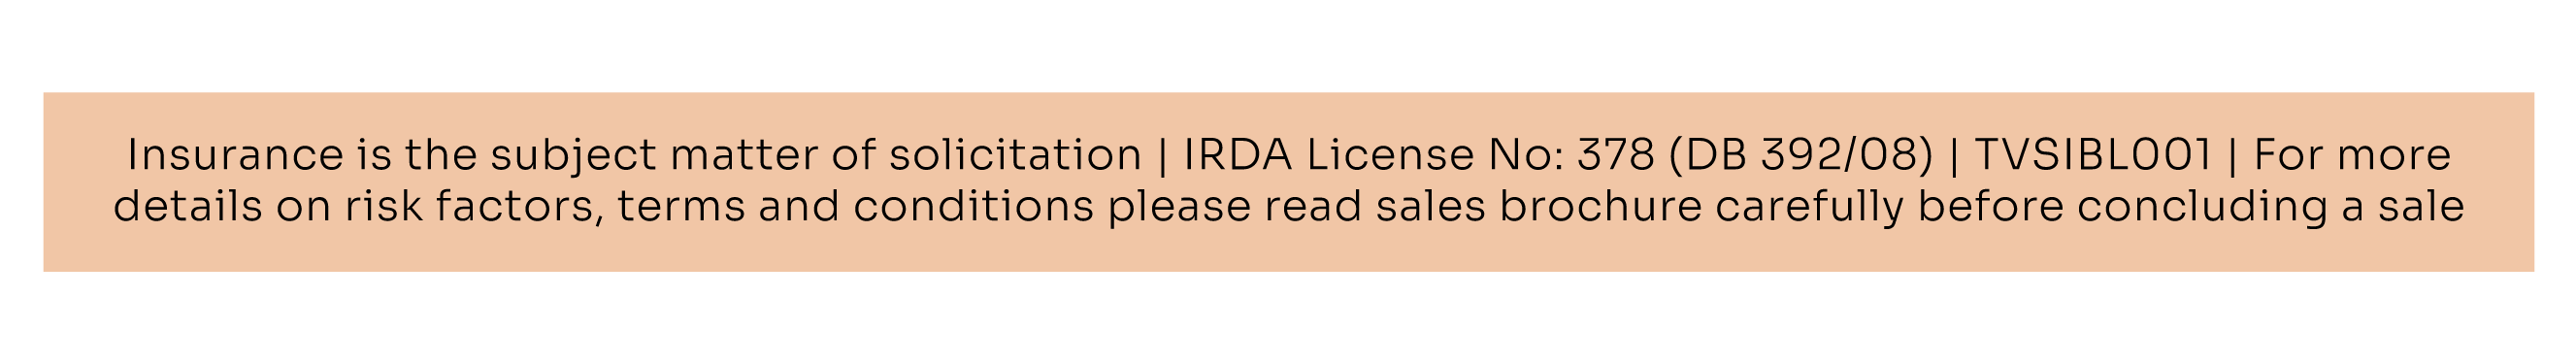 Insurance is the subject matter of solicitation | IRDA License No: 378 (DB 392/08) | TVSIBL001 | For more
details on risk factors, terms and conditions please read sales brochure carefully before concluding a sale